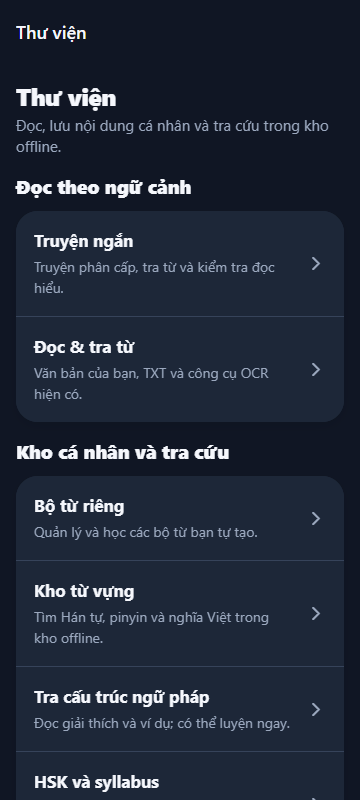 Thư viện
Thư viện
Đọc, lưu nội dung cá nhân và tra cứu trong kho
offline.
Đọc theo ngữ cảnh
Truyện ngắn
Truyện phân cấp, tra từ và kiểm tra đọc
hiểu.
Đọc & tra từ
Văn bản của bạn, TXT và công cụ OCR
hiện có.
Kho cá nhân và tra cứu
Bộ từ riêng
Quản lý và học các bộ từ bạn tự tạo.
Kho từ vựng
Tìm Hán tự, pinyin và nghĩa Việt trong
kho offline.
Tra cấu trúc ngữ pháp
Đọc giải thích và ví dụ; có thể luyện ngay.
HSK và syllabus